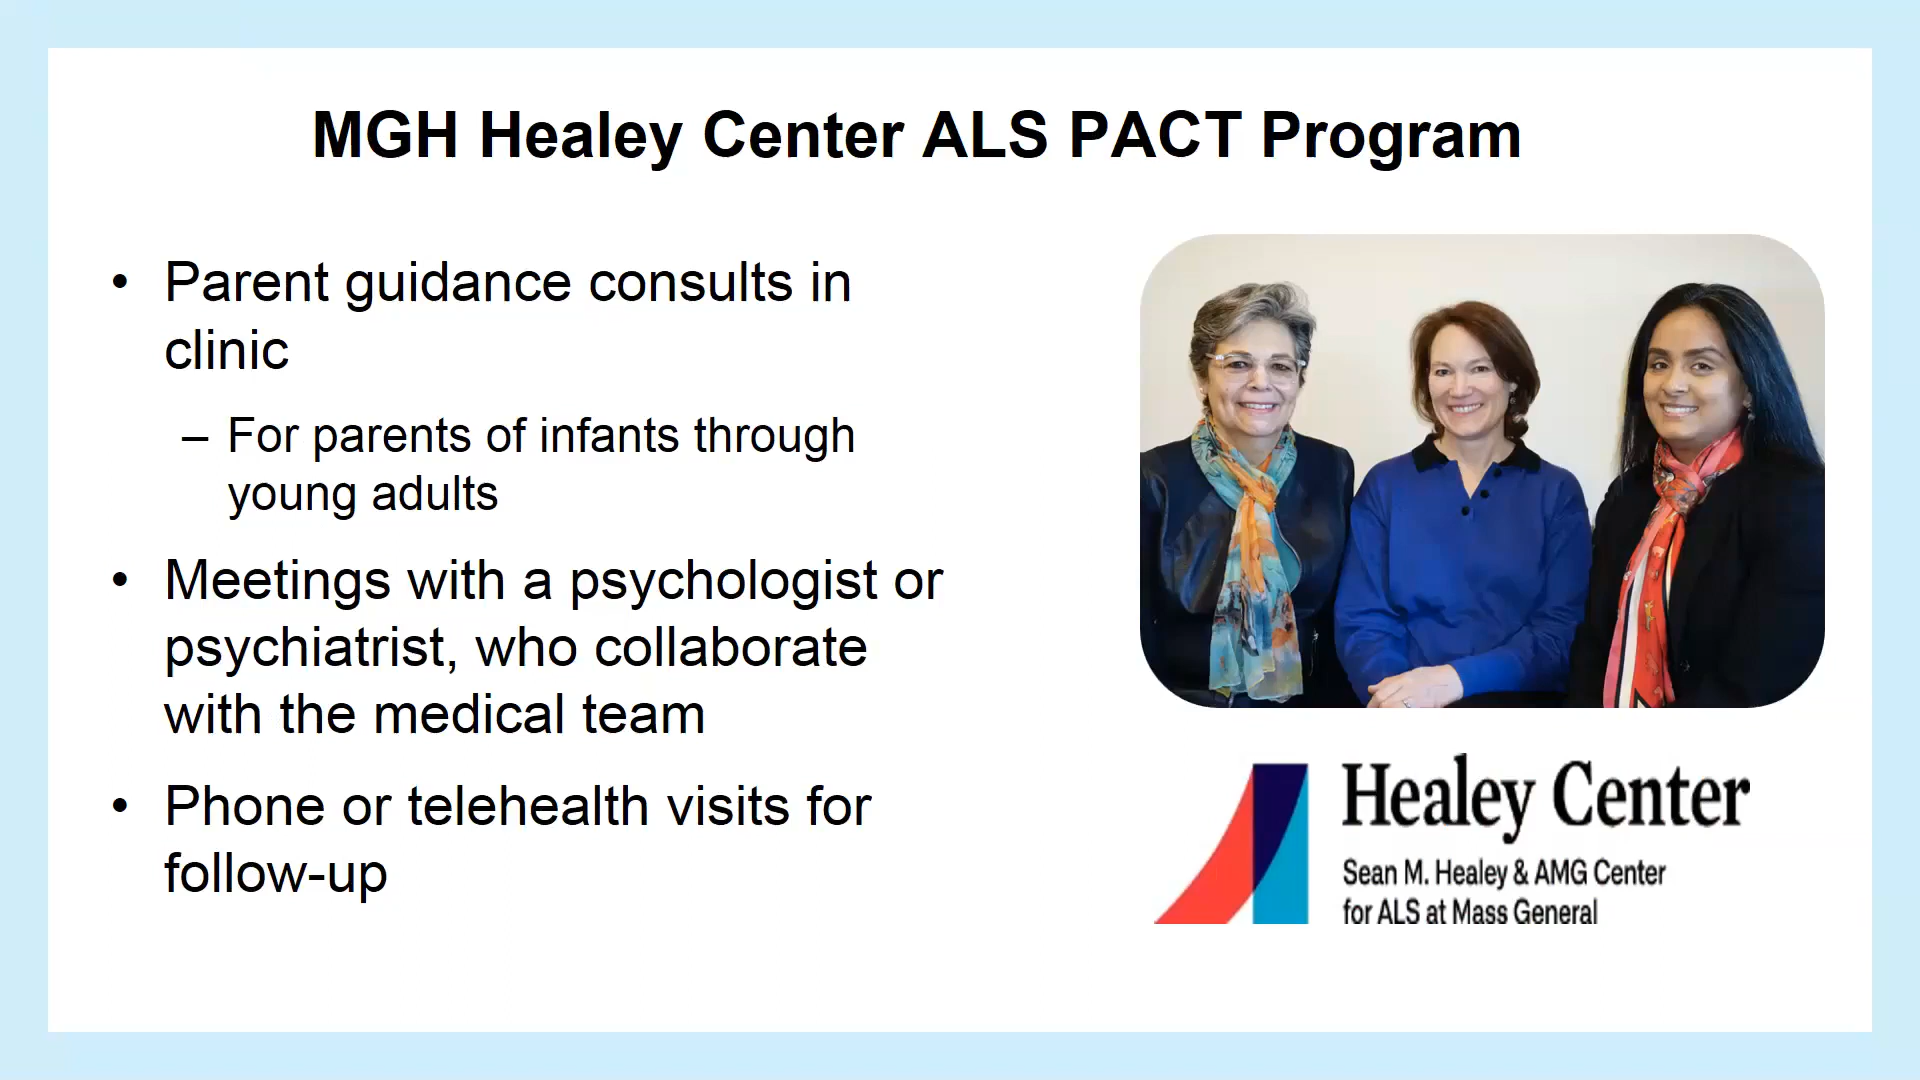 MGH Healey Center ALS PACT Program
• Parent guidance consults in
clinic
– For parents of infants through
young adults
• Meetings with a psychologist or
psychiatrist, who collaborate
with the medical team
• Phone or telehealth visits for
follow-up
Healey Center
Sean M. Healey & AMG Center
for ALS at Mass General